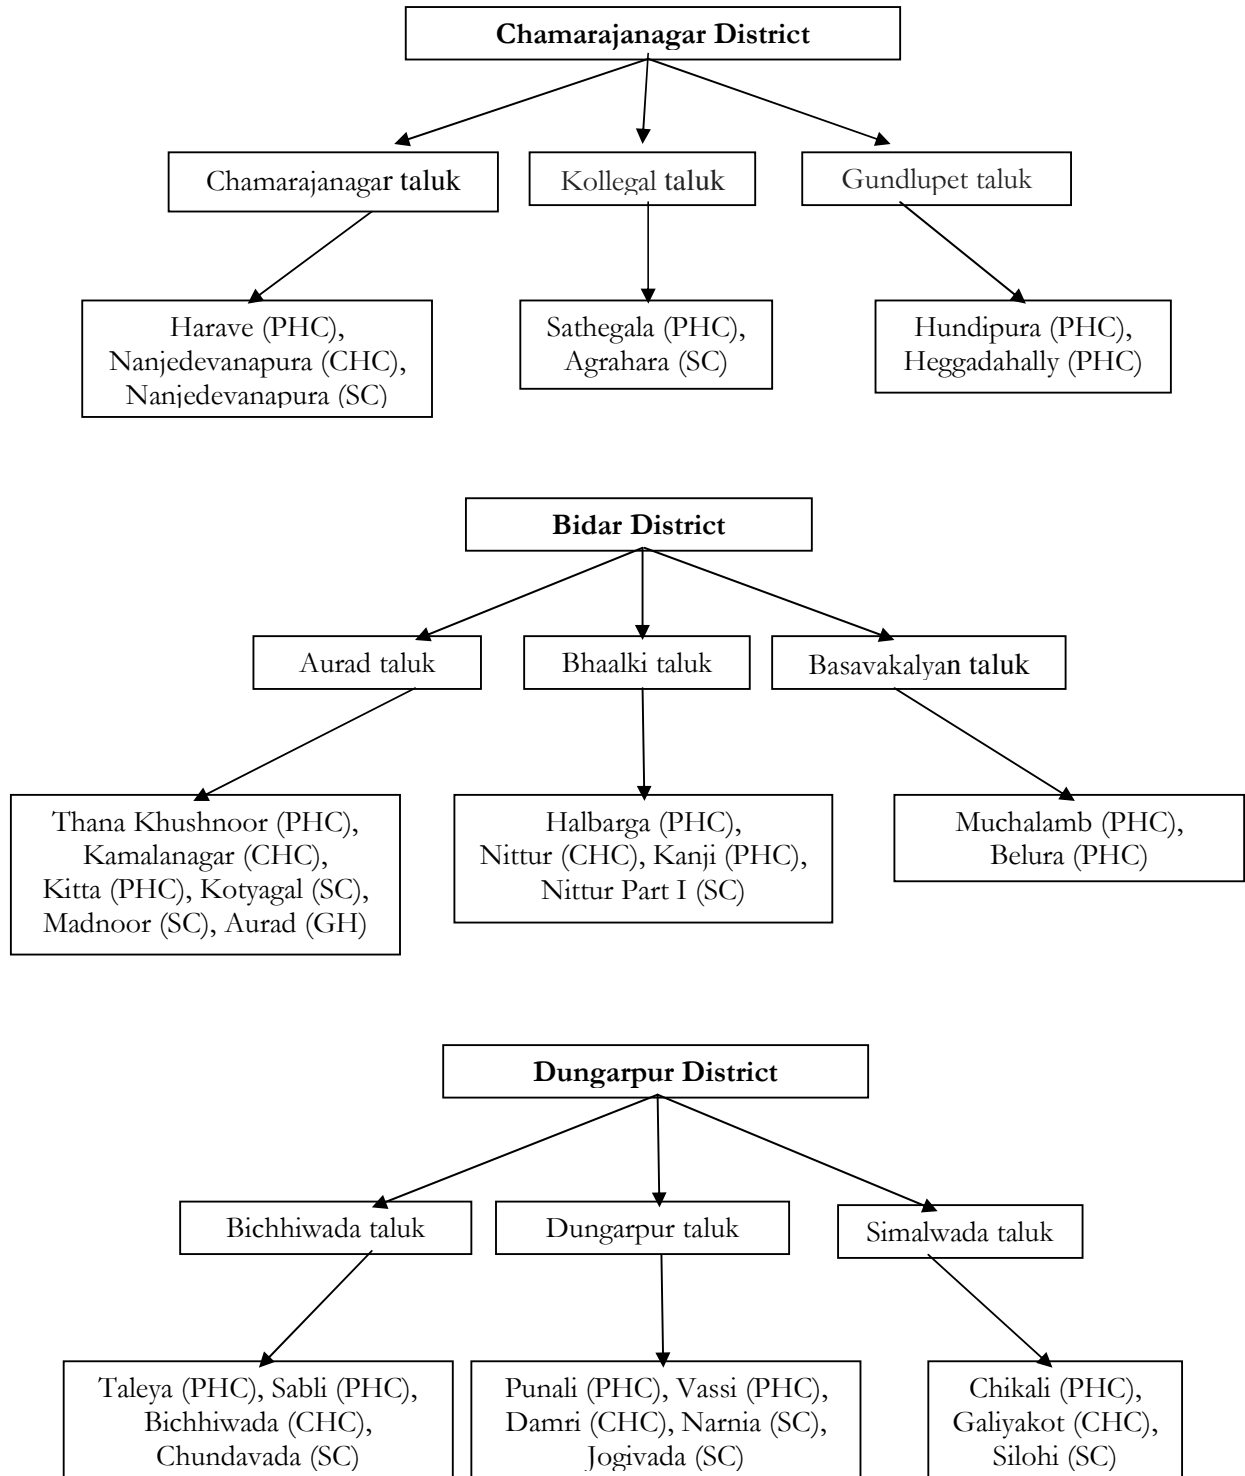 Chamarajanagar District
Chamarajanagar taluk
Kollegal taluk
Gundlupet taluk
Harave (PHC),
Nanjedevanapura (CHC),
Nanjedevanapura (SC)
Sathegala (PHC),
Agrahara (SC)
Hundipura (PHC),
Heggadahally (PHC)
Bidar District
Aurad taluk
Bhaalki taluk
Basavakalyan taluk
Thana Khushnoor (PHC),
Kamalanagar (CHC),
Kitta (PHC), Kotyagal (SC),
Madnoor (SC), Aurad (GH)
Halbarga (PHC),
Nittur (CHC), Kanji (PHC),
Nittur Part I (SC)
Muchalamb (PHC),
Belura (PHC)
Dungarpur District
Bichhiwada taluk
Dungarpur taluk
Simalwada taluk
Taleya (PHC), Sabli (PHC),
Bichhiwada (CHC),
Chundavada (SC)
Punali (PHC), Vassi (PHC),
Damri (CHC), Narnia (SC),
Jogivada (SC)
Chikali (PHC),
Galiyakot (CHC),
Silohi (SC)